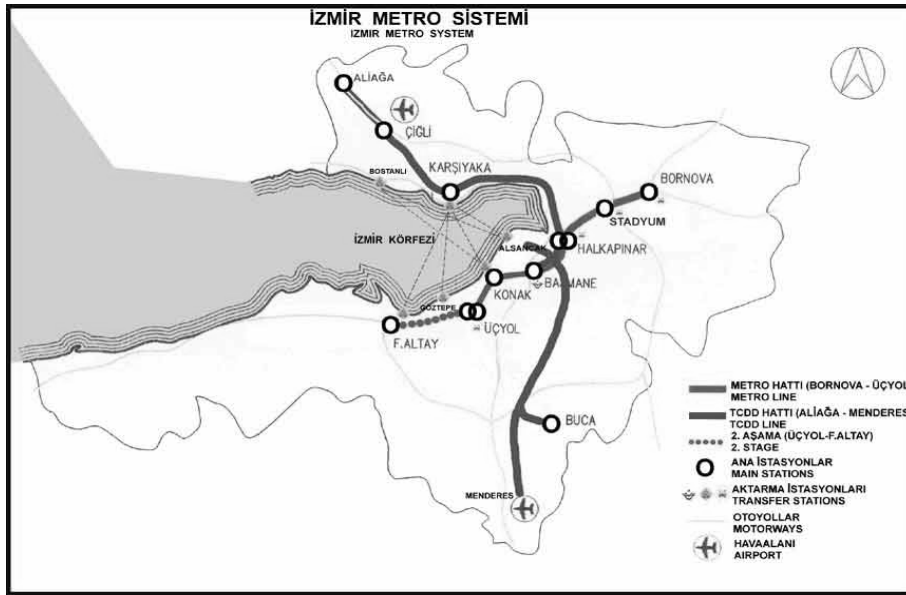 İZMİR METRO SİSTEMİ
IZMIR METRO SYSTEM
ALİAĞA
ÇİĞLİ
KARŞIYAKA
BOSTANLI
BORNOVA
STADYUM
İZMİR KÖRFEZİ
ALSANCAK
HALKAPINAR
BASMANE
KONAK
GÖZTEPE
ÜÇYOL
F.ALTAY
BUCA
MENDERES
METRO HATTI (BORNOVA - ÜÇYOL
METRO LINE
TCDD HATTI (ALİAĞA - MENDERES
TCDD LINE
2. AŞAMA (ÜÇYOL-F.ALTAY)
2. STAGE
ANA İSTASYONLAR
MAIN STATIONS
AKTARMA İSTASYONLARI
TRANSFER STATIONS
OTOYOLLAR
MOTORWAYS
HAVAALANI
AIRPORT